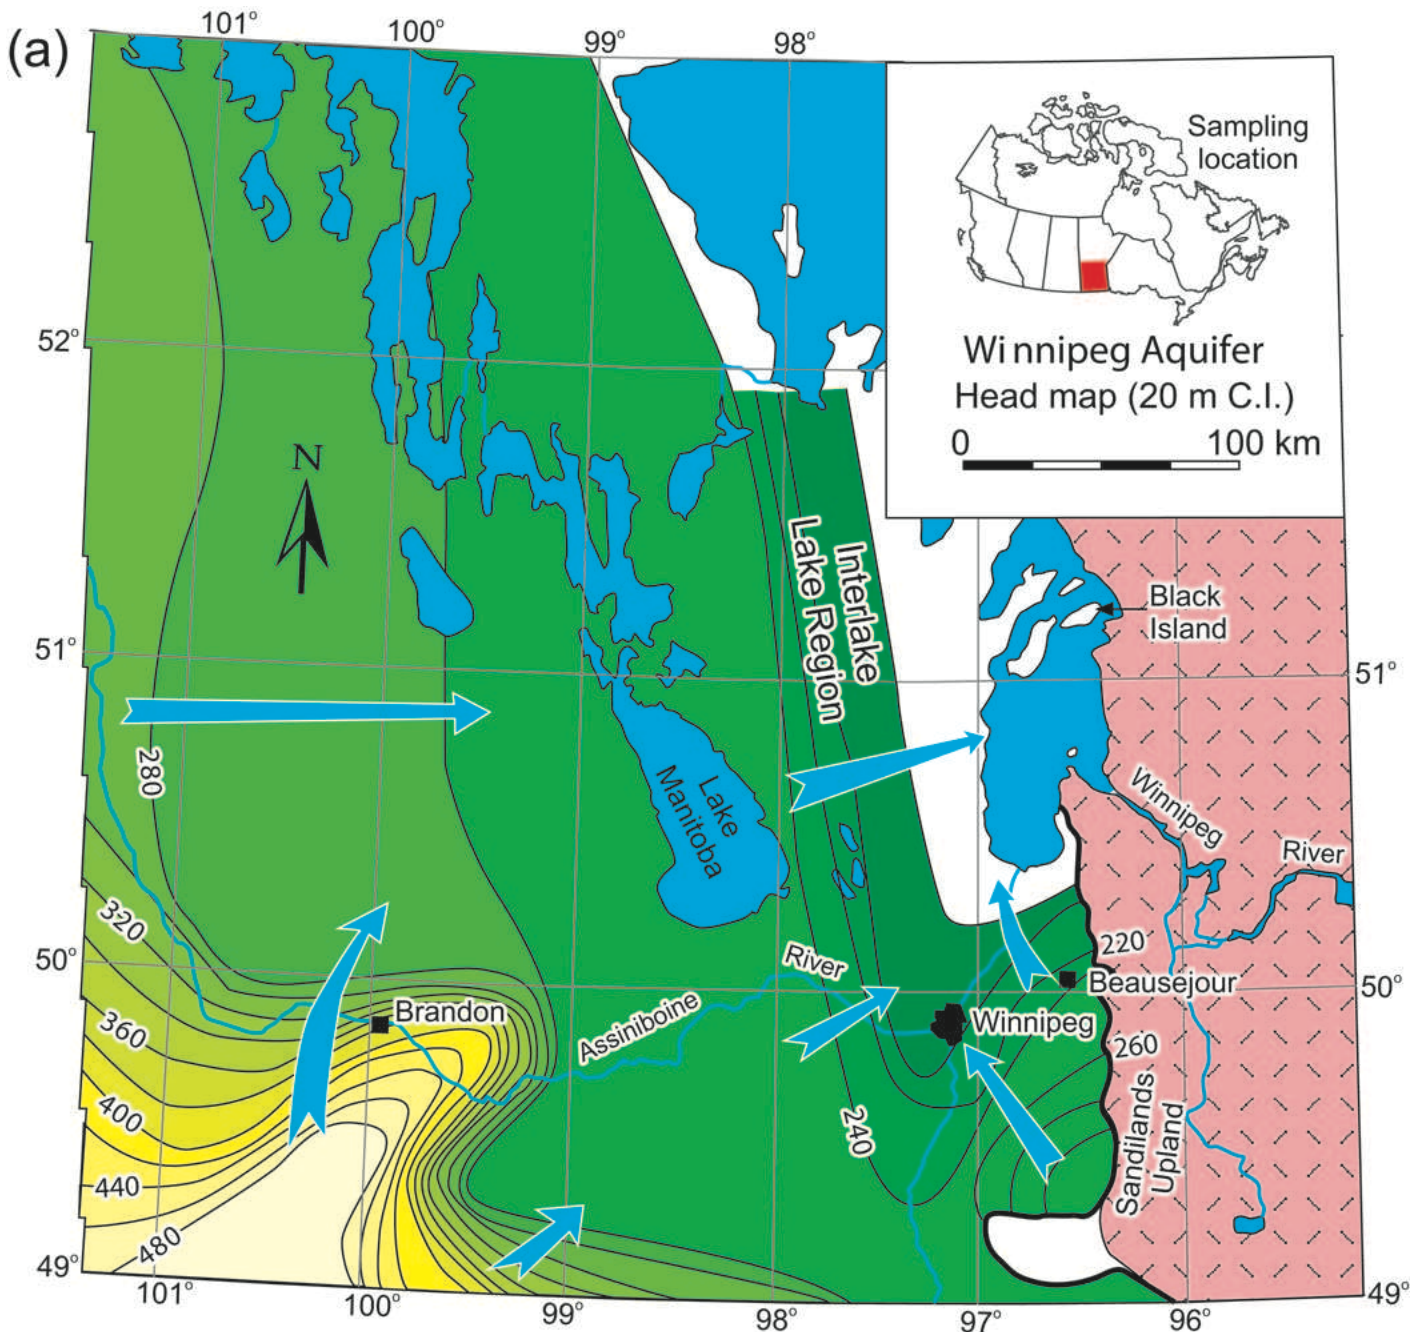 (a)
101°
100°
99°
98°
Sampling
location
Winnipeg Aquifer
Head map (20 m C.I.)
0
100 km
52°
N
Interlake
Lake Region
Black
Island
51°
51°
280
Lake
Manitoba
Winnipeg
River
320
50°
River
220
Beausejour
50°
Brandon
Assiniboine
Winnipeg
360
260
400
240
Sandilands
Upland
440
480
49°
49°
101°
100°
99°
98°
97°
96°